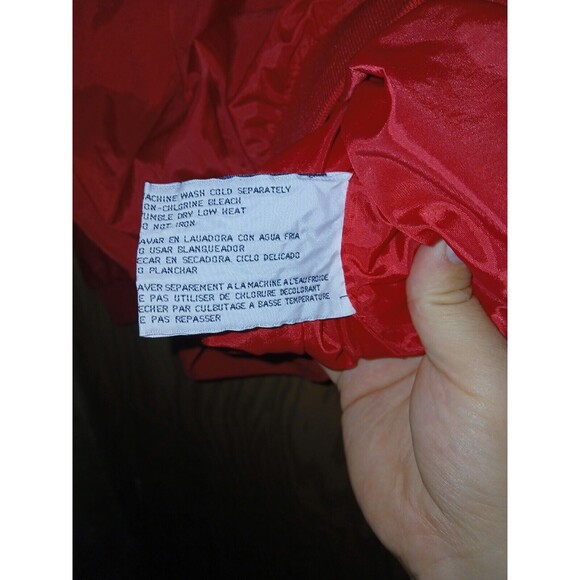 ACHINE WASH COLD SEPARATELY
ON-CHLORINE BLEACH
UMBLE DRY LOW HEAT
O NOT IRON
AVAR EN LAUADORA CON AGUA FRIA
O USAR BLANQUEADOR
ECAR EN SECADORA, CICLO DELICADO
O PLANCHAR
AVER SEPAREMENT A LA MACHINE A L'EAU FROIDE
E PAS UTILISER DE CHLORURE DECOLORANT
ECHER PAR CULBUTAGE A BASSE TEMPERATURE
E PAS REPASSER